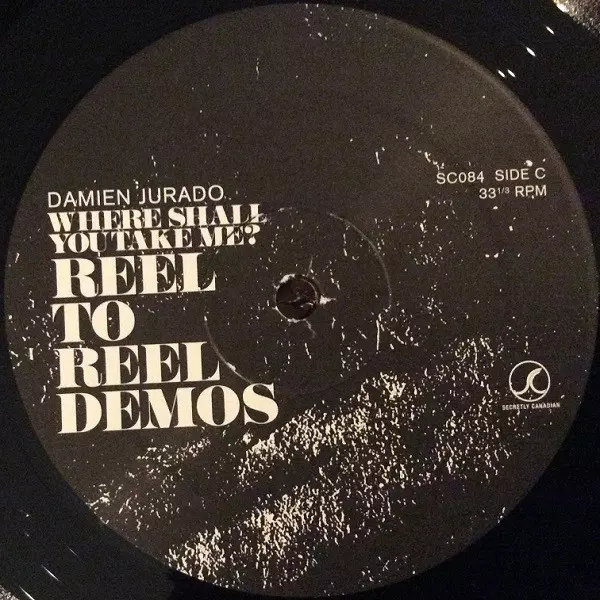 DAMIEN JURADO
WHERE SHALL
YOU TAKE ME?
REEL
TO
REEL
DEMOS
SC084 SIDE C
33 1/3 RPM
SECRETLY CANADIAN